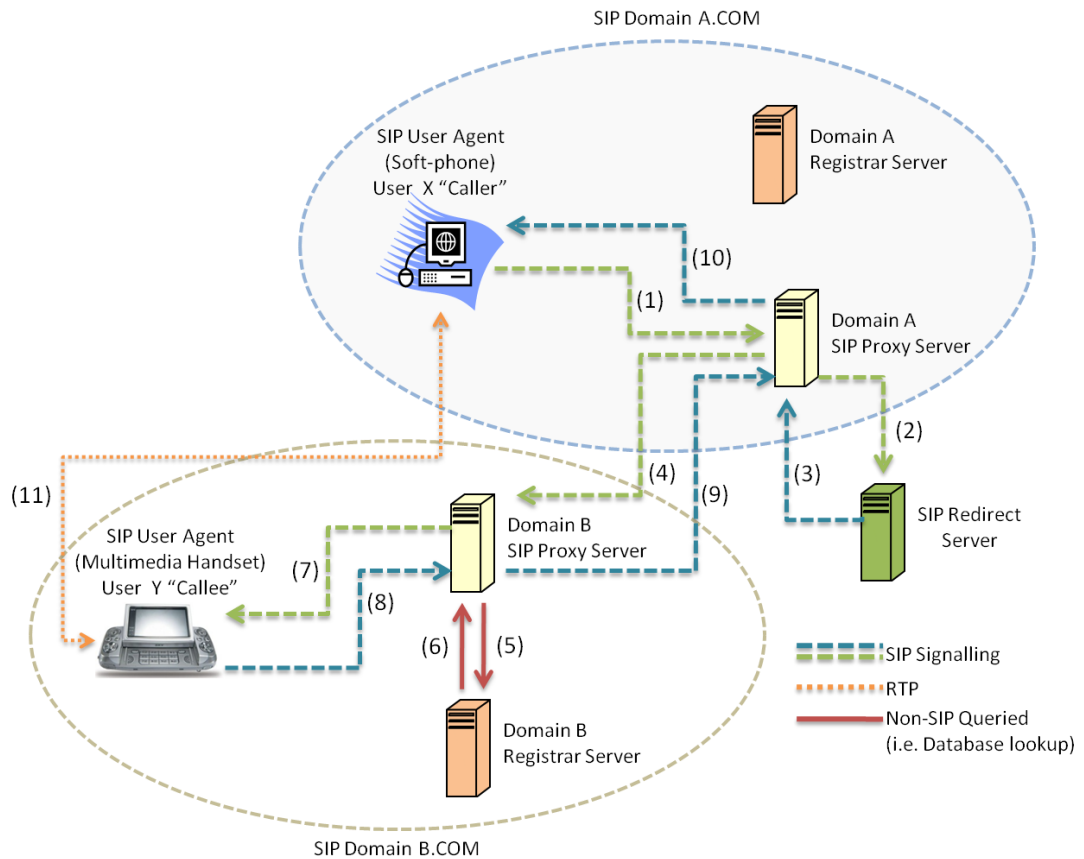 SIP Domain A.COM
SIP User Agent
(Soft-phone)
User X “Caller”
Domain A
Registrar Server
(10)
(1)
Domain A
SIP Proxy Server
(2)
(4)
(9)
(3)
(11)
SIP User Agent
(Multimedia Handset)
User Y “Callee”
(7)
(8)
Domain B
SIP Proxy Server
SIP Redirect
Server
(6)
(5)
Domain B
Registrar Server
SIP Signalling
RTP
Non-SIP Queried
(i.e. Database lookup)
SIP Domain B.COM